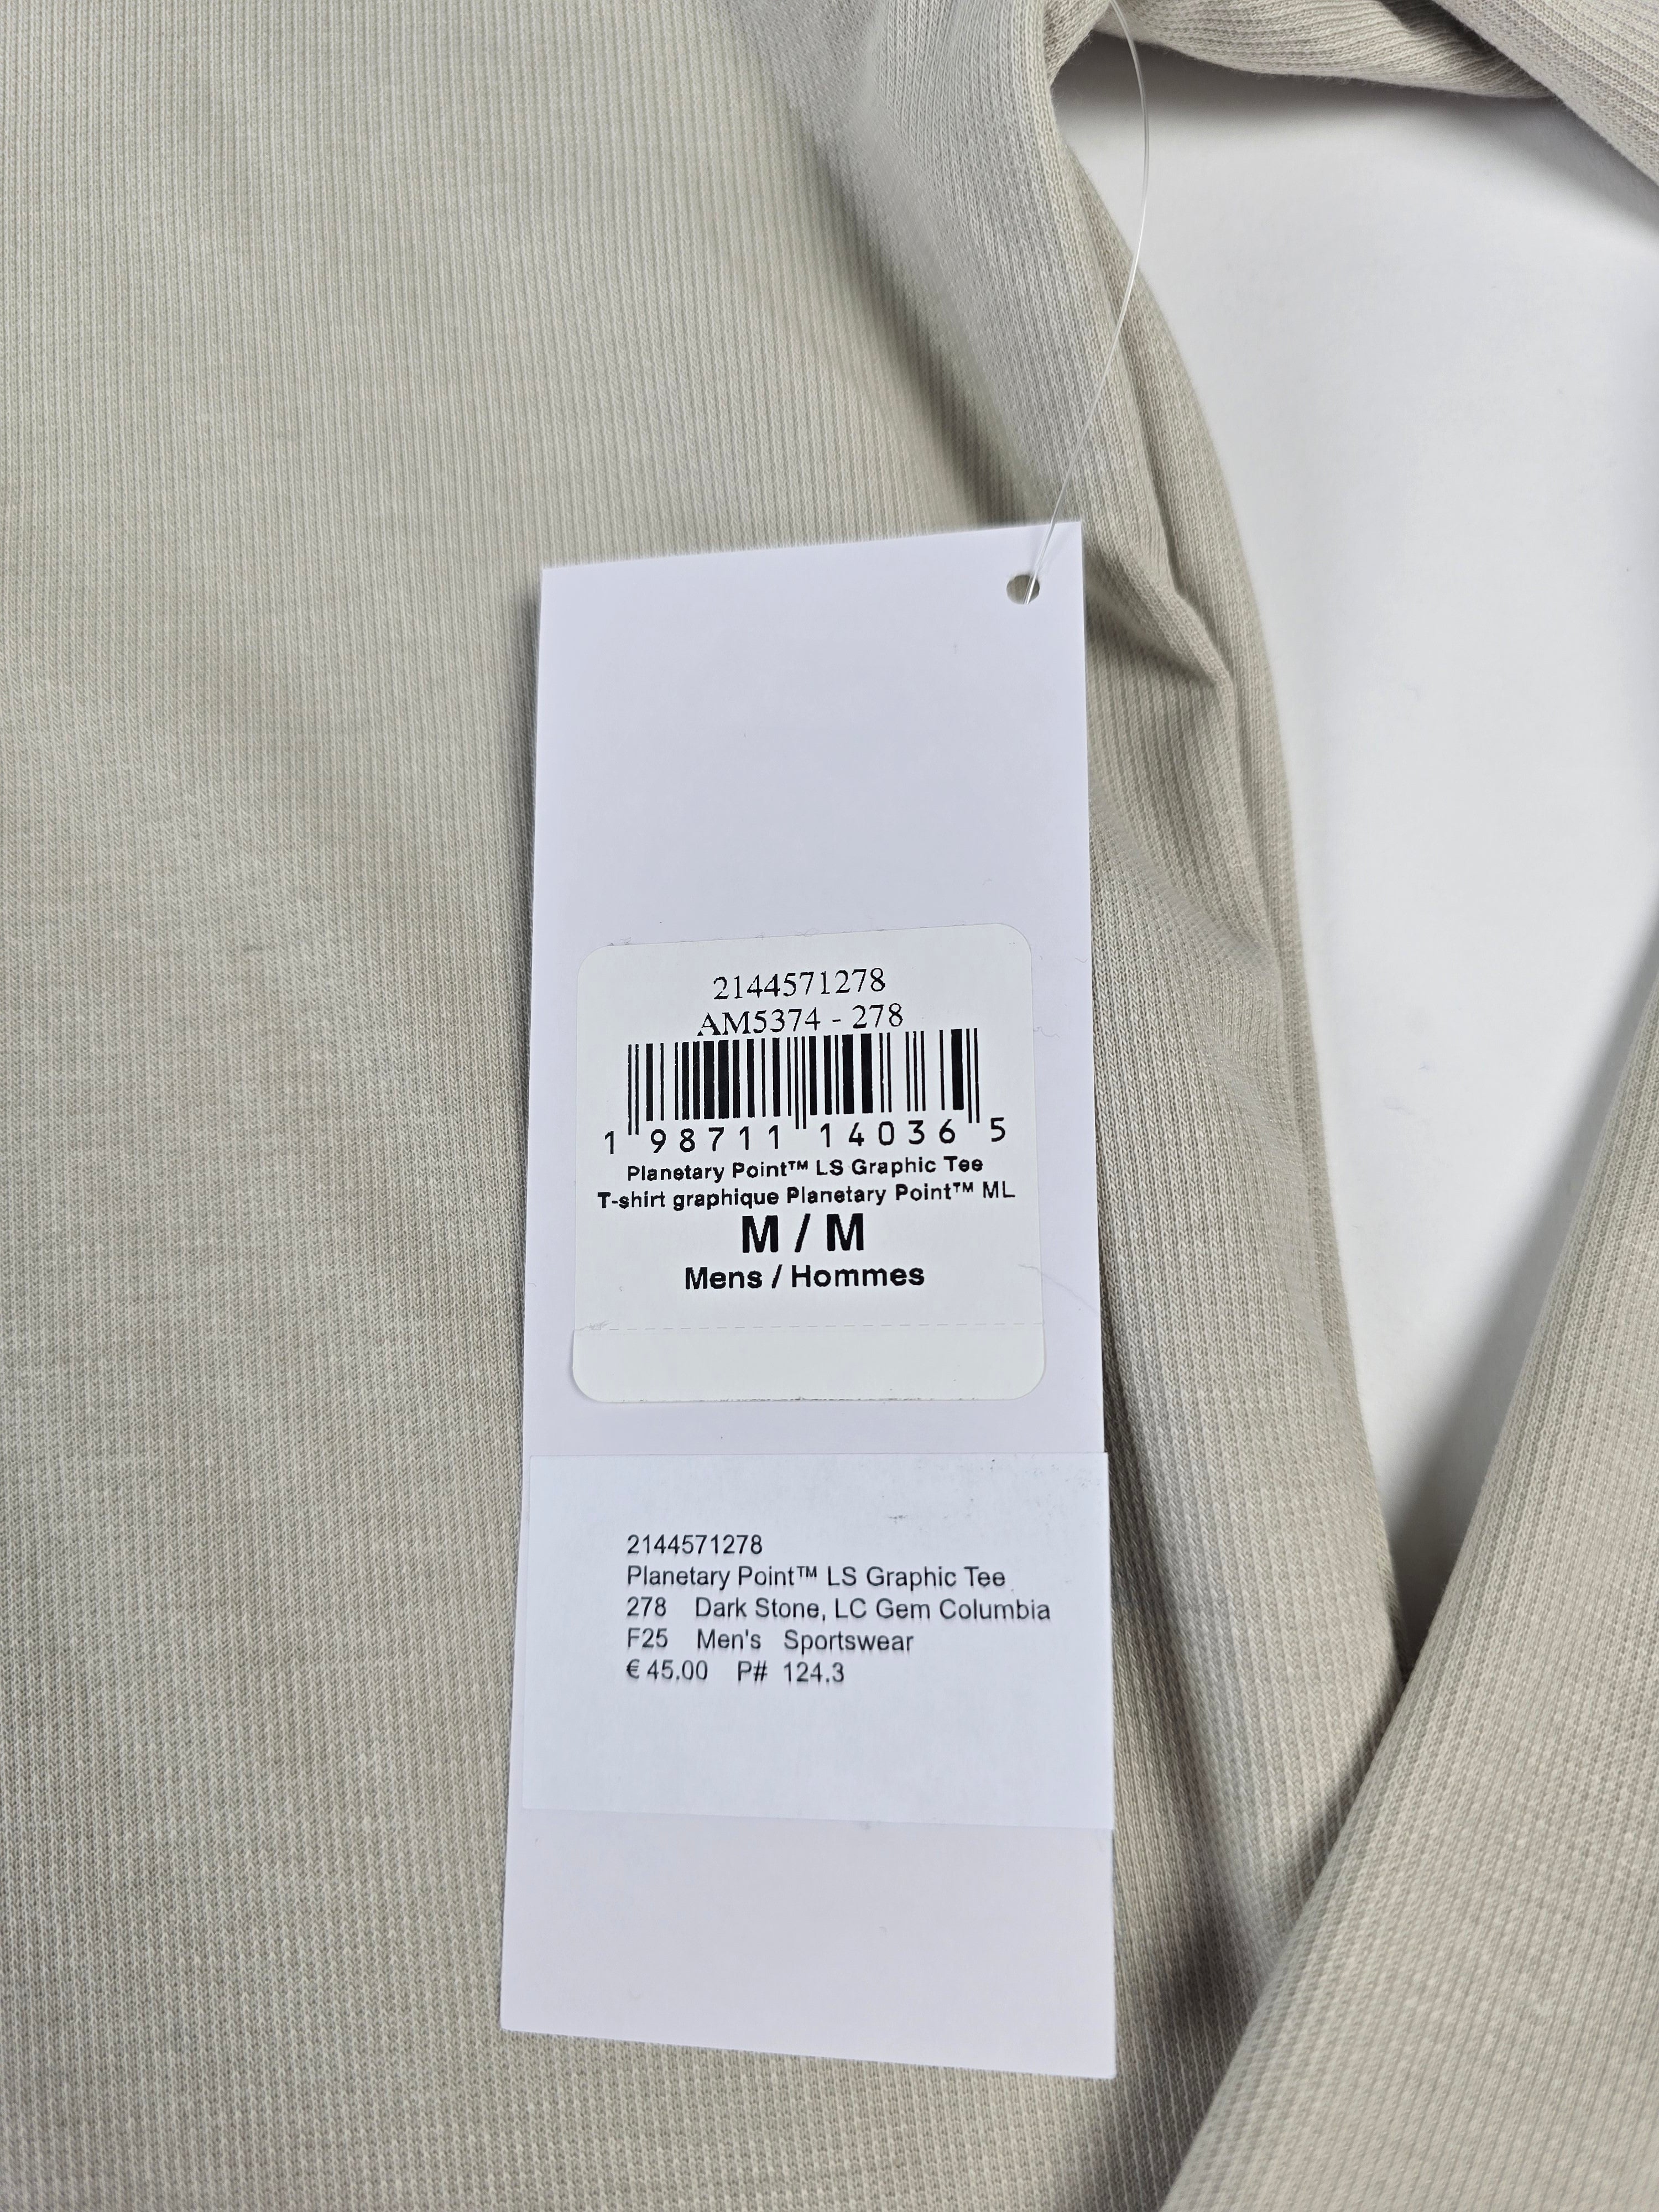 2144571278
AM5374 - 278
1 98711 14036 5
Planetary Point™ LS Graphic Tee
T-shirt graphique Planetary Point™ ML
M / M
Mens / Hommes
2144571278
Planetary Point™ LS Graphic Tee
278 Dark Stone, LC Gem Columbia
F25 Men's Sportswear
€ 45.00 P# 124.3